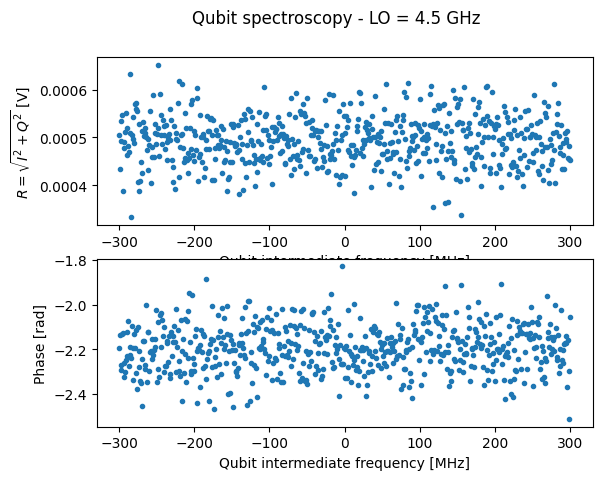 Qubit spectroscopy - LO = 4.5 GHz
R = √I² + Q² [V]
0.0006
0.0005
0.0004
−300 −200 −100 0 100 200 300
Qubit intermediate frequency [MHz]
Phase [rad]
−1.8
−2.0
−2.2
−2.4
−300 −200 −100 0 100 200 300
Qubit intermediate frequency [MHz]